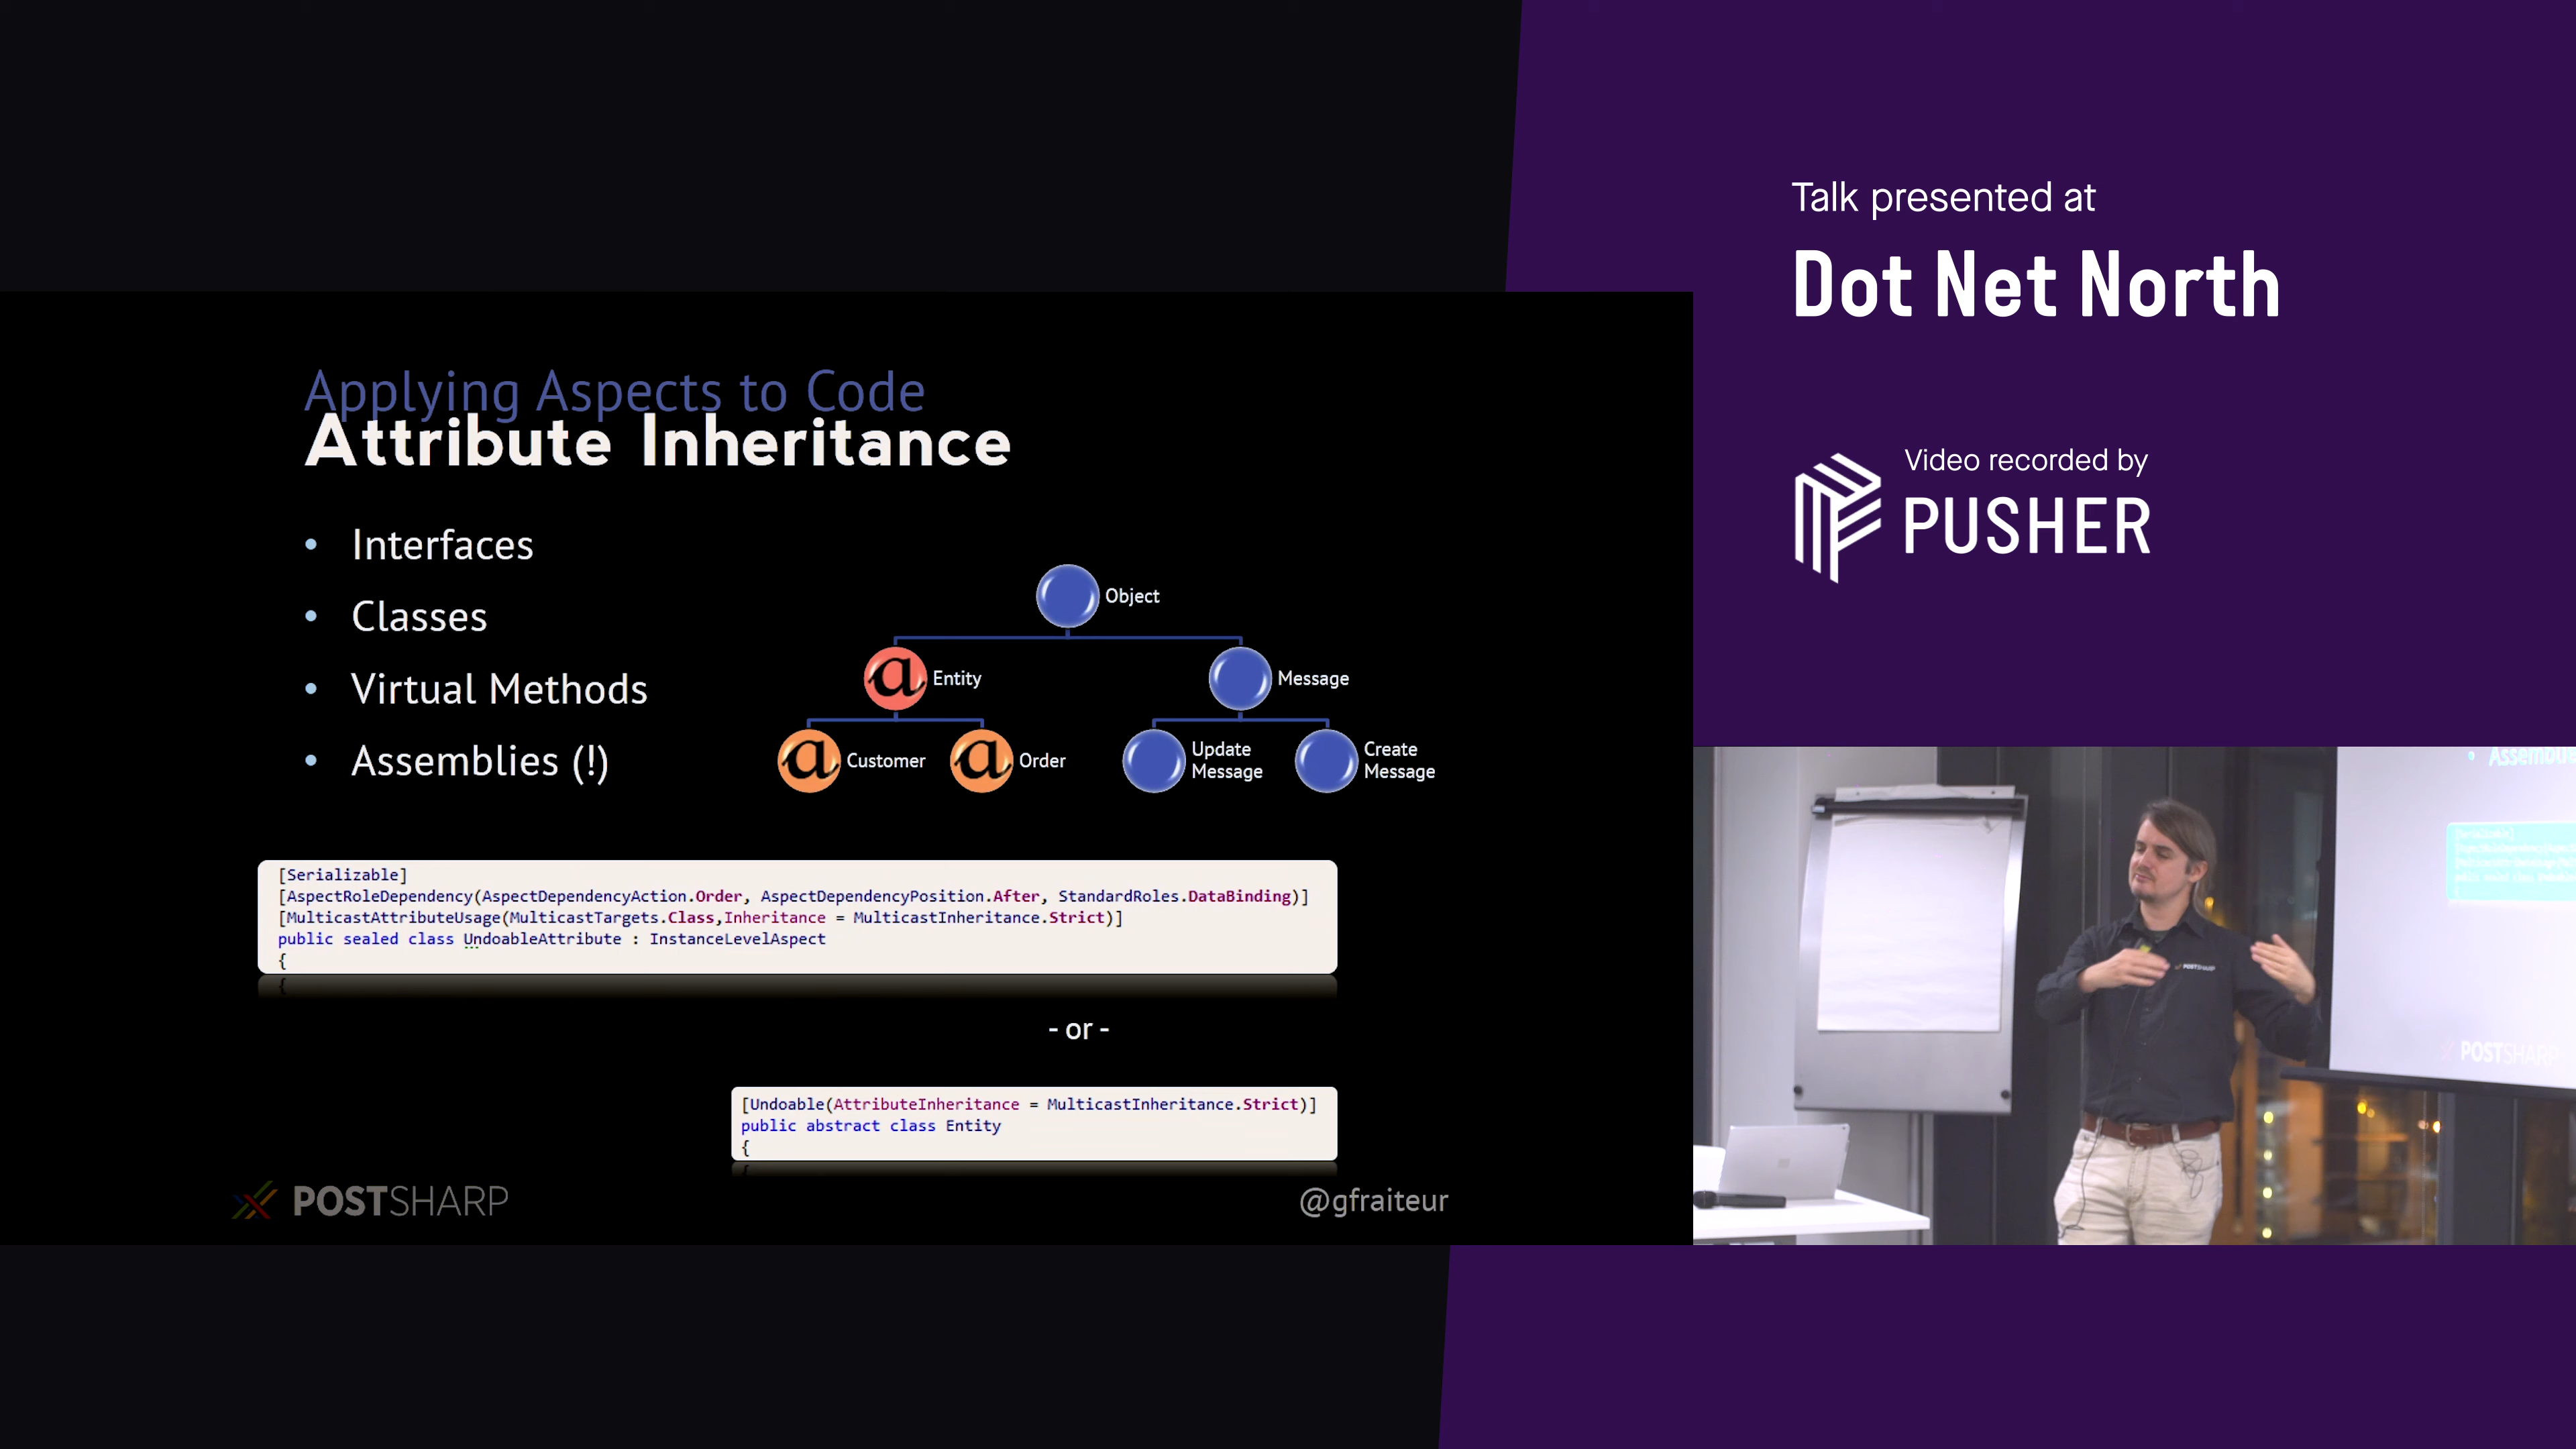 Talk presented at
Dot Net North
Video recorded by
PUSHER
Applying Aspects to Code
Attribute Inheritance
• Interfaces
• Classes
• Virtual Methods
• Assemblies (!)
Object
Entity
Message
Customer
Order
Update
Message
Create
Message
[Serializable]
[AspectRoleDependency(AspectDependencyAction.Order, AspectDependencyPosition.After, StandardRoles.DataBinding)]
[MulticastAttributeUsage(MulticastTargets.Class,Inheritance = MulticastInheritance.Strict)]
public sealed class UndoableAttribute : InstanceLevelAspect
{
- or -
[Undoable(AttributeInheritance = MulticastInheritance.Strict)]
public abstract class Entity
{
POSTSHARP
@gfraiteur
POSTSHARP
POSTSHARP